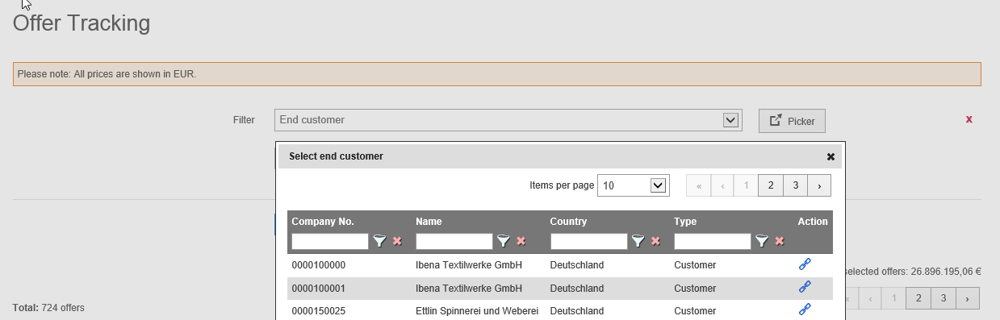 Offer Tracking
Please note: All prices are shown in EUR.
Filter End customer Picker x
Select end customer
Items per page 10 « ‹ 1 2 3 ›
Company No. Name Country Type Action
0000100000 Ibena Textilwerke GmbH Deutschland Customer
selected offers: 26.896.195,06 €
0000100001 Ibena Textilwerke GmbH Deutschland Customer
« ‹ 1 2 3 ›
Total: 724 offers
0000150025 Ettlin Spinnerei und Weberei Deutschland Customer